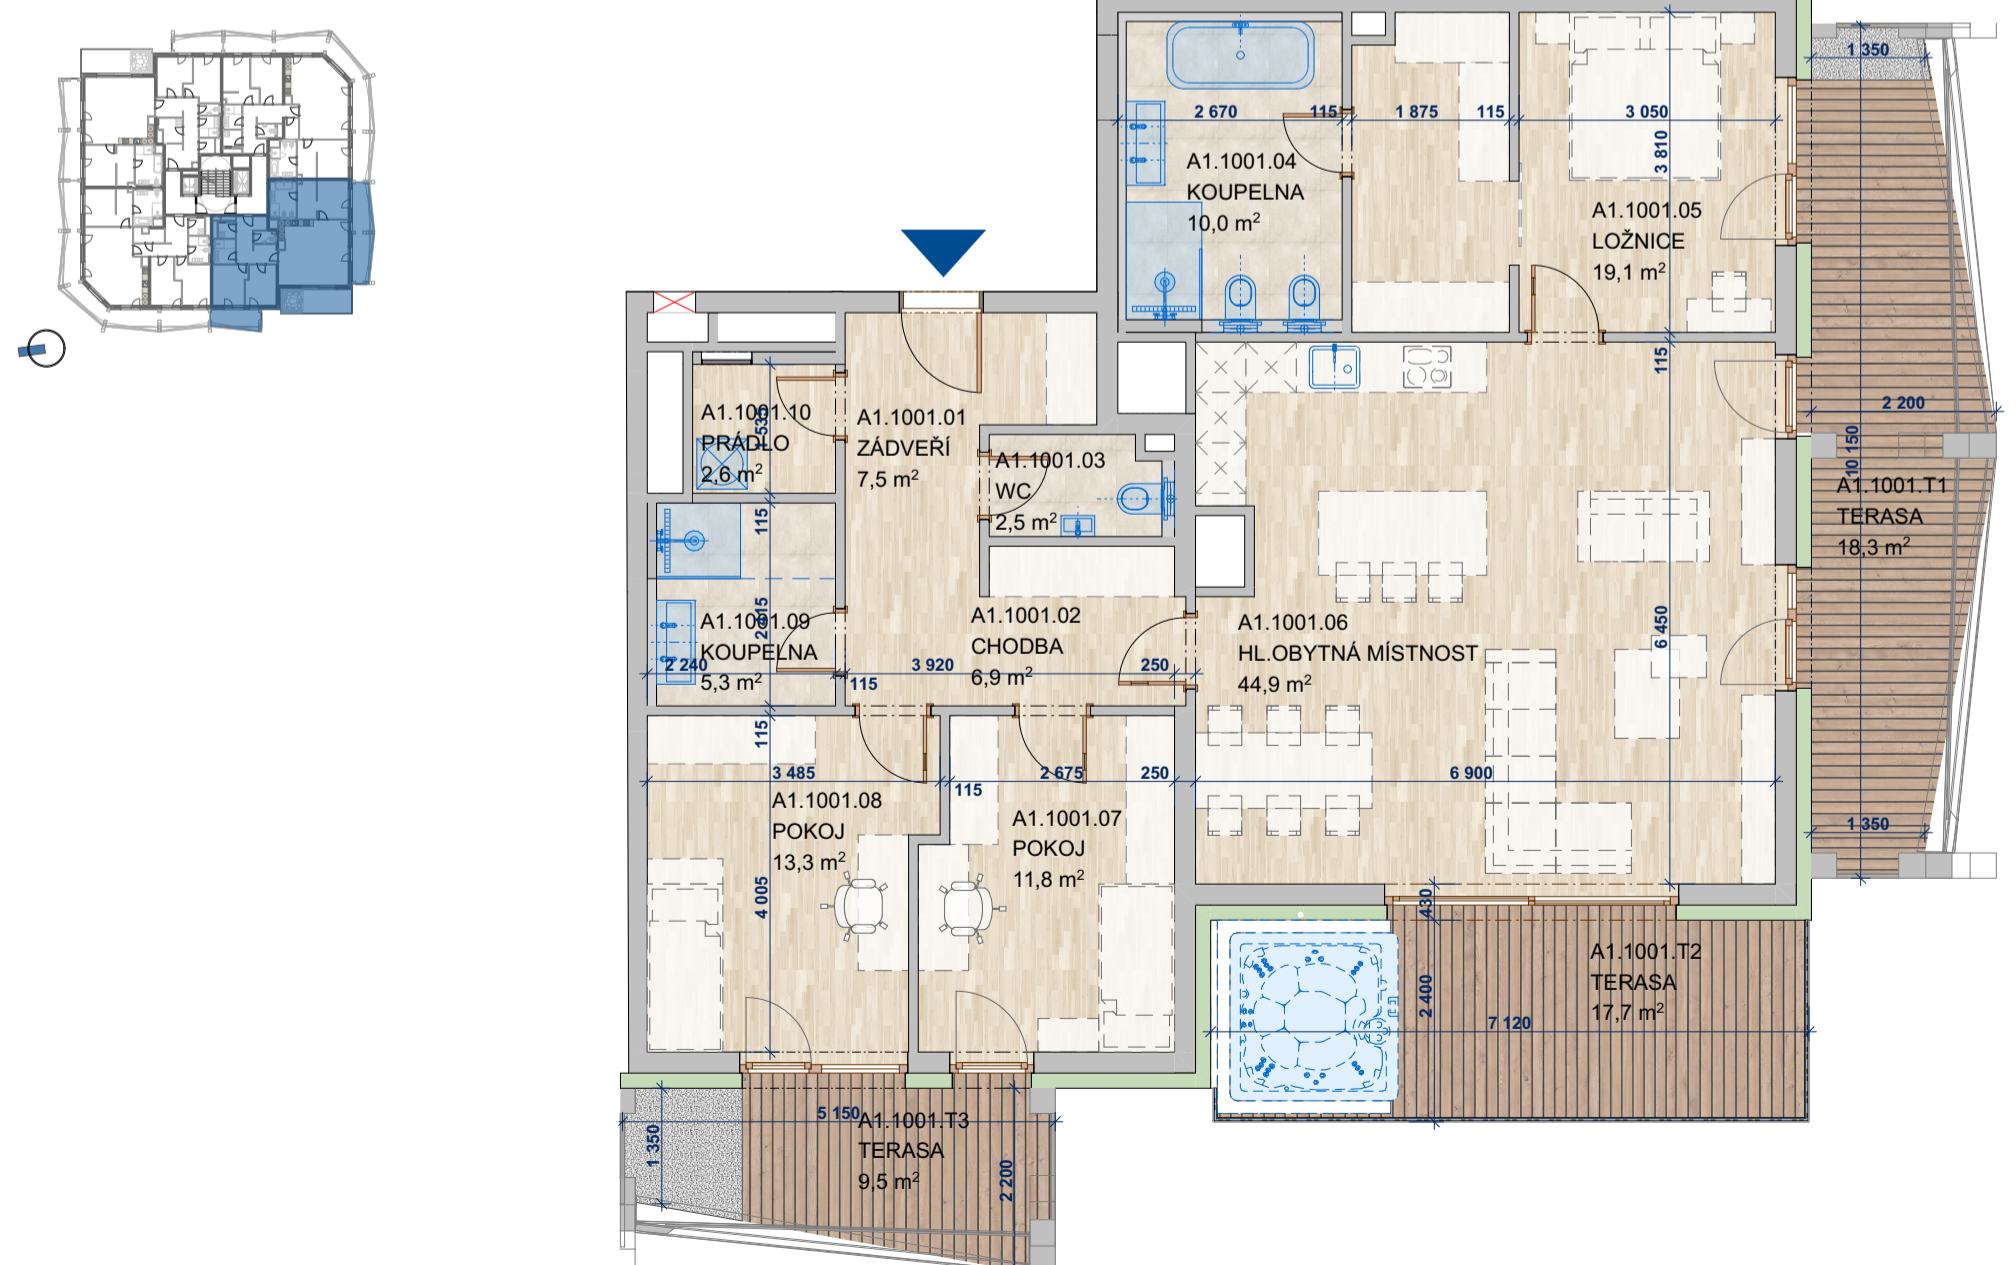 1 350
2 670
115
1 875
115
3 050
3 810
A1.1001.04
KOUPELNA
10,0 m²
A1.1001.05
LOŽNICE
19,1 m²
115
2 200
10 150
A1.1001.10
PRÁDLO
2,6 m²
1 535
A1.1001.01
ZÁDVEŘÍ
7,5 m²
A1.1001.03
WC
2,5 m²
A1.1001.T1
TERASA
18,3 m²
115
A1.1001.09
KOUPELNA
5,3 m²
2 415
2 240
115
3 920
250
A1.1001.02
CHODBA
6,9 m²
A1.1001.06
HL.OBYTNÁ MÍSTNOST
44,9 m²
6 450
115
3 485
115
2 675
250
6 900
1 350
A1.1001.08
POKOJ
13,3 m²
A1.1001.07
POKOJ
11,8 m²
4 005
430
A1.1001.T2
TERASA
17,7 m²
2 400
7 120
5 150
A1.1001.T3
TERASA
9,5 m²
1 350
2 200